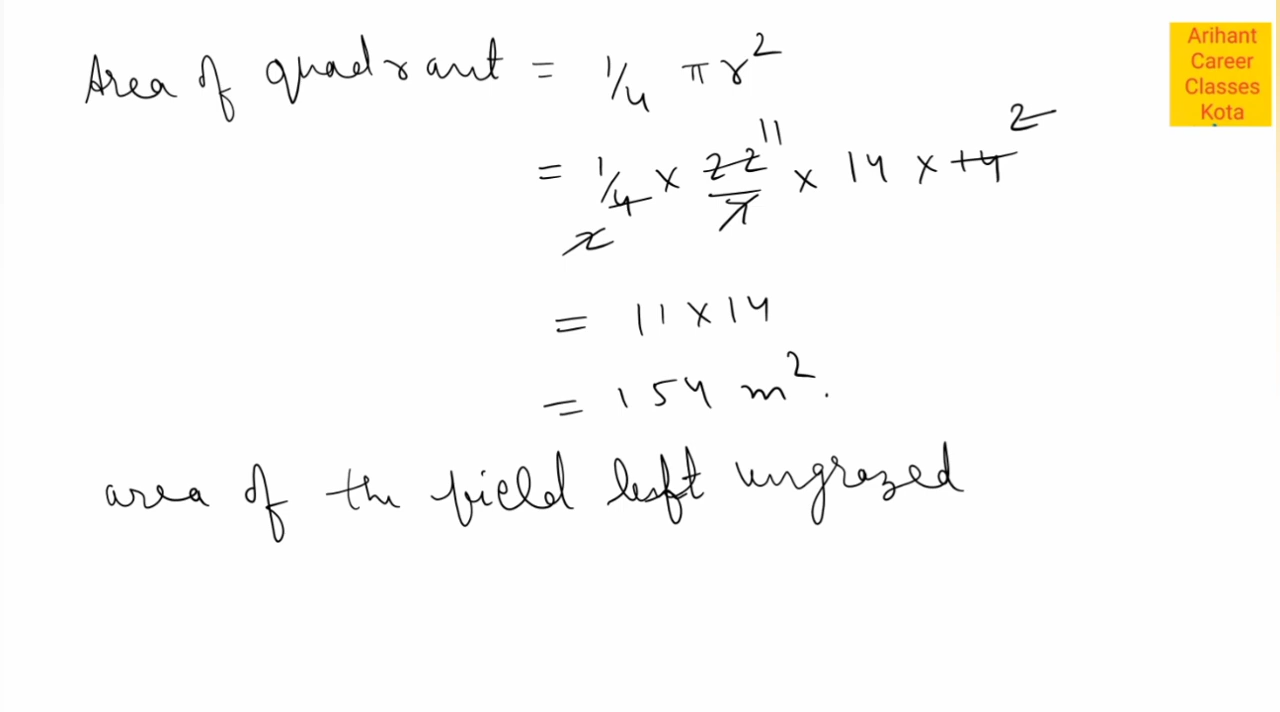 Area of quadrant = 1/4 πr²
= 1/4 × 22/7 × 14 × 14
2 11 2
= 11 × 14
= 154 m².
area of the field left ungrazed
Arihant
Career
Classes
Kota